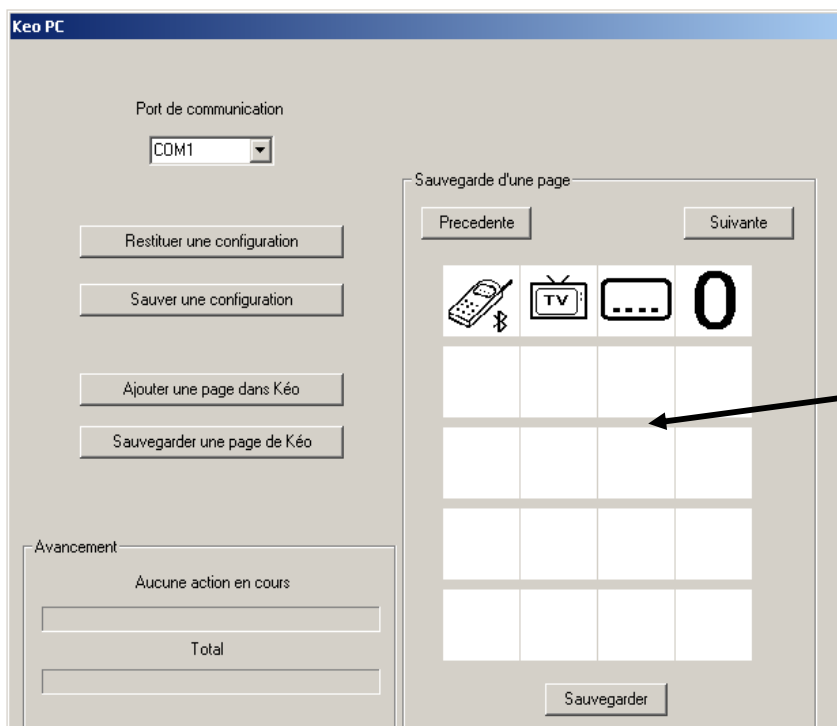 Keo PC
Port de communication
COM1
Restituer une configuration
Sauver une configuration
Ajouter une page dans Kéo
Sauvegarder une page de Kéo
Avancement
Aucune action en cours
Total
Sauvegarde d'une page
Precedente
Suivante
TV
0
Sauvegarder